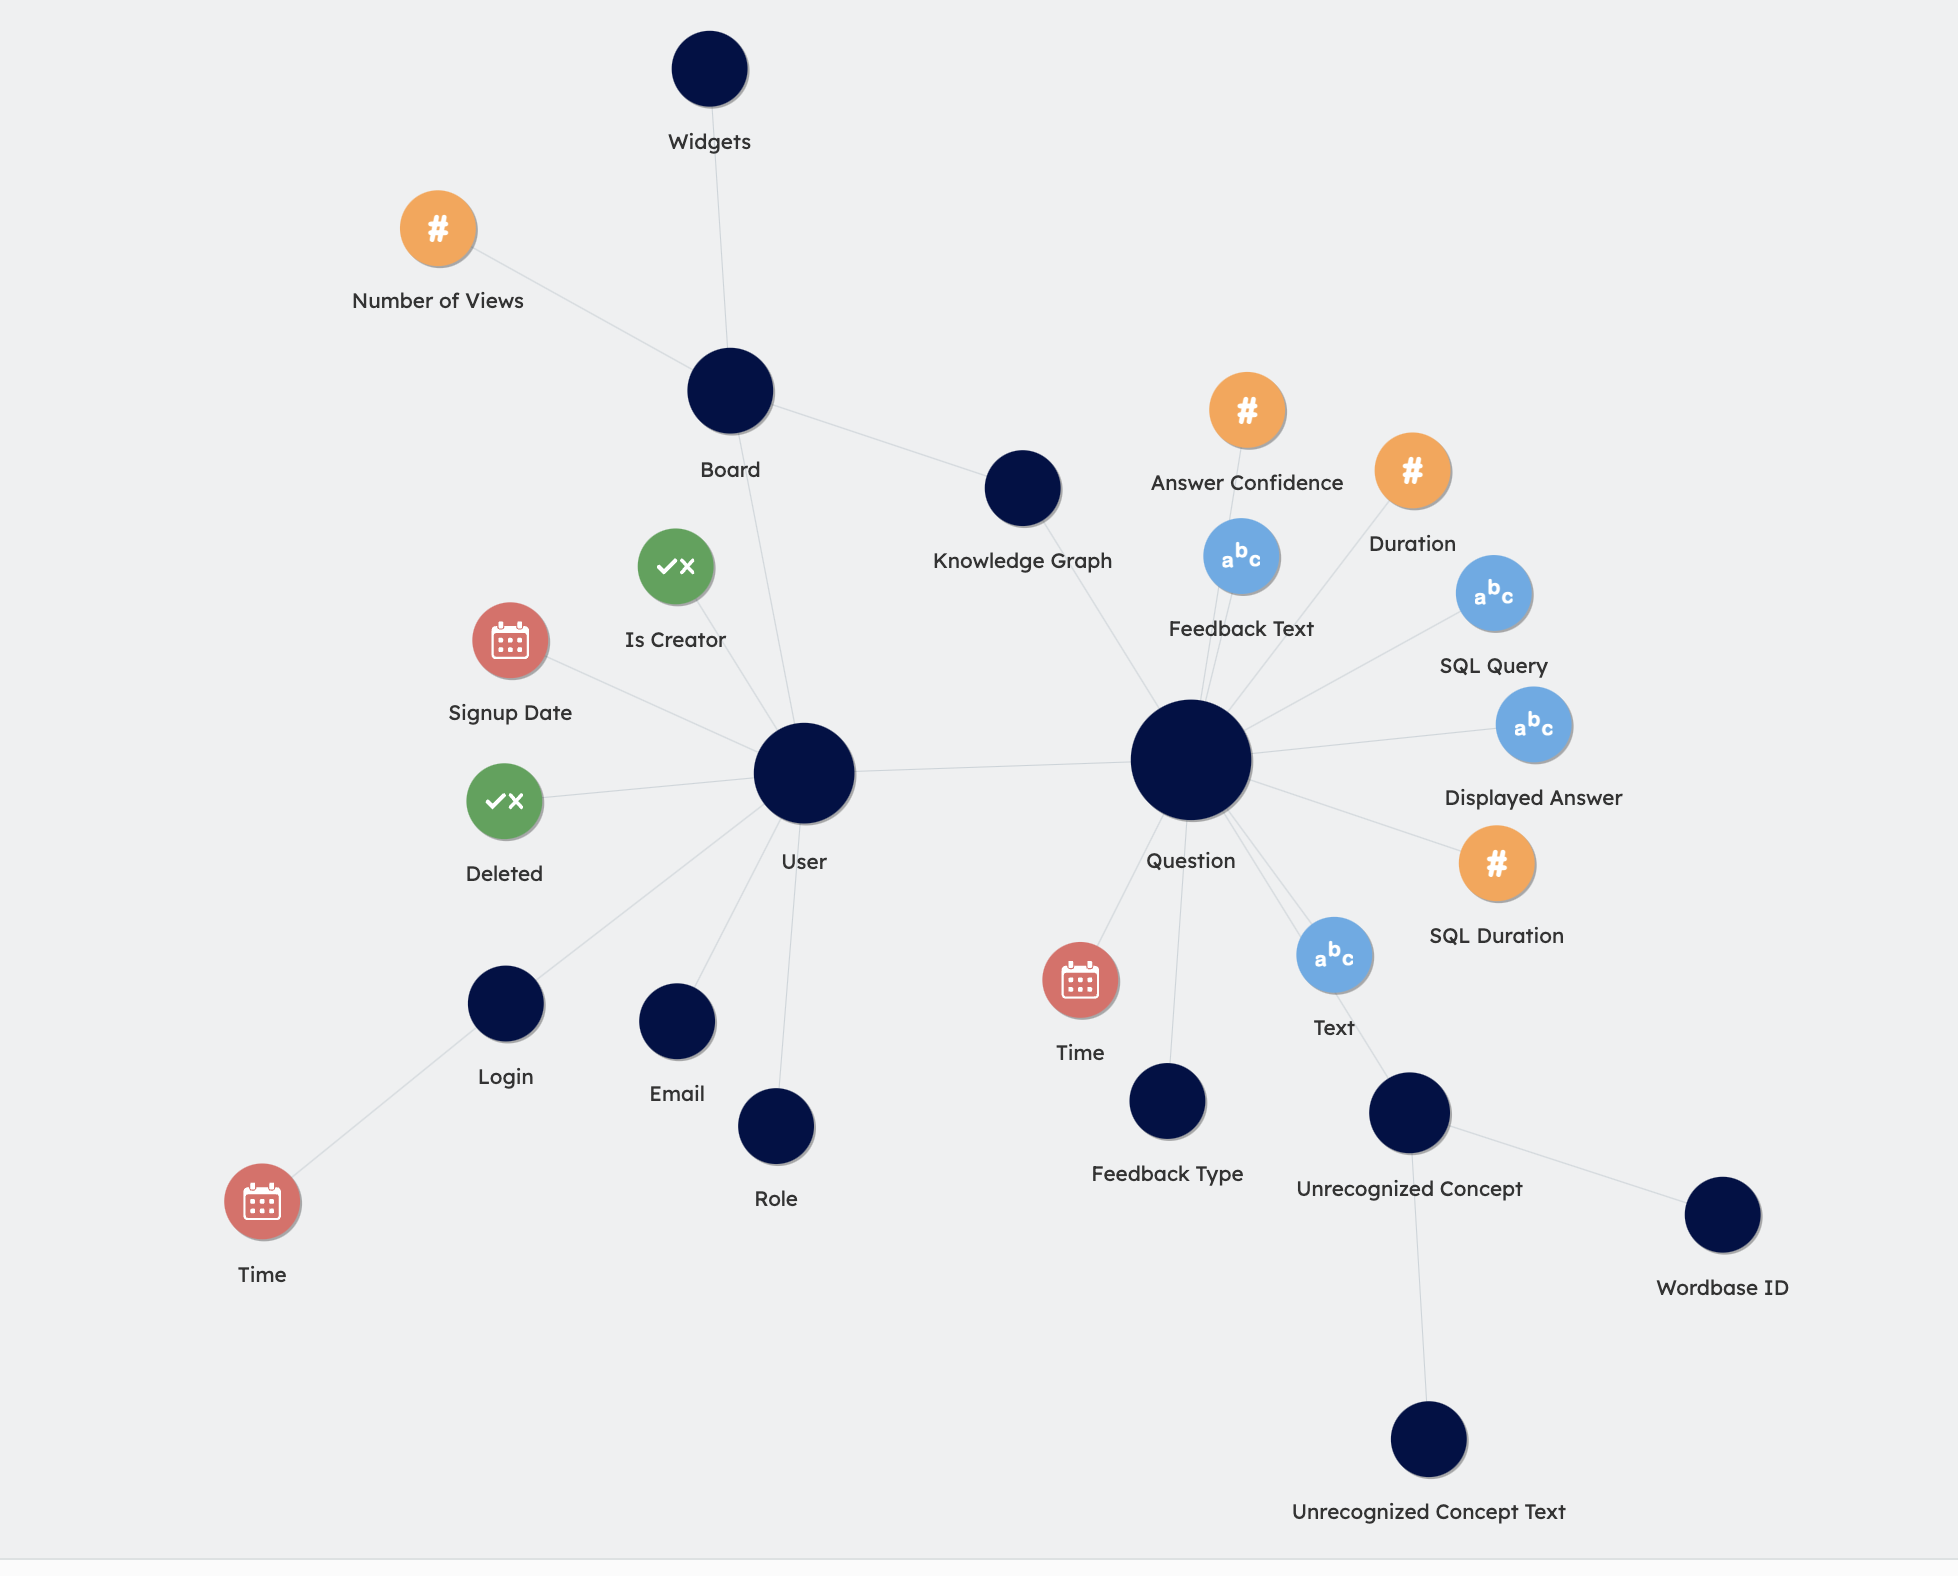 Widgets
#
Number of Views
Board
#
Answer Confidence
#
Duration
Knowledge Graph
abc
Feedback Text
abc
SQL Query
Is Creator
Signup Date
abc
Displayed Answer
Deleted
User
Question
#
SQL Duration
abc
Text
Time
Login
Email
Feedback Type
Unrecognized Concept
Role
Time
Wordbase ID
Unrecognized Concept Text